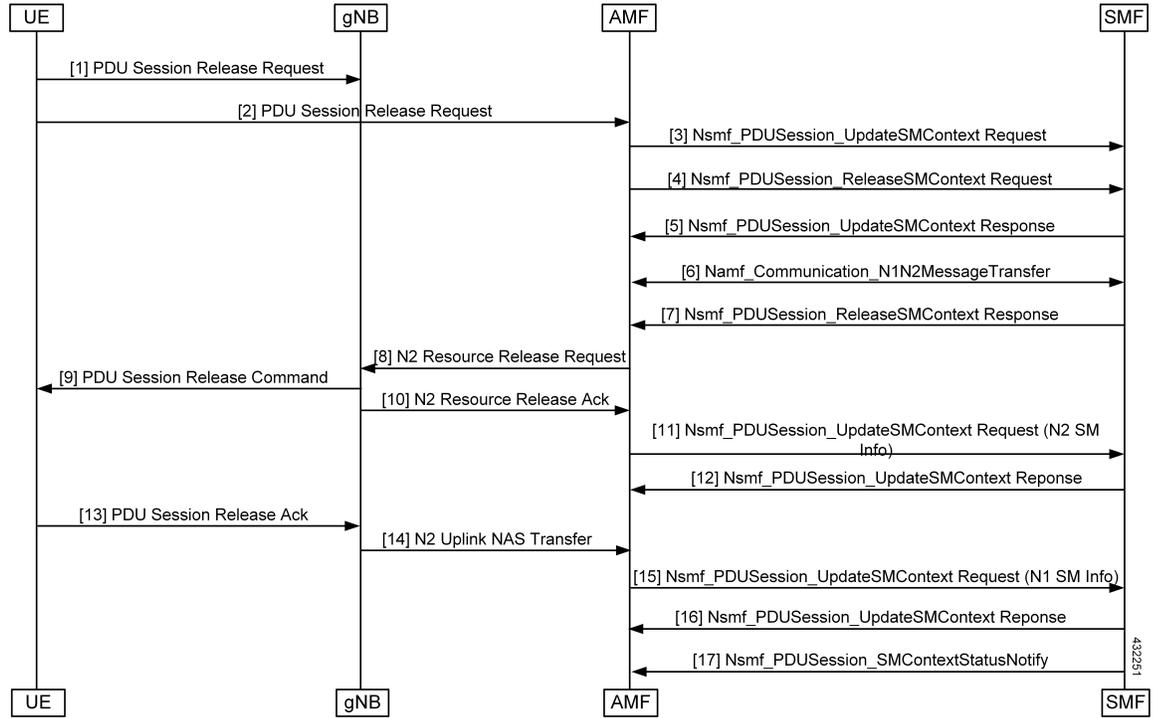 UE
gNB
AMF
SMF
[1] PDU Session Release Request
[2] PDU Session Release Request
[3] Nsmf_PDUSession_UpdateSMContext Request
[4] Nsmf_PDUSession_ReleaseSMContext Request
[5] Nsmf_PDUSession_UpdateSMContext Response
[6] Namf_Communication_N1N2MessageTransfer
[7] Nsmf_PDUSession_ReleaseSMContext Response
[8] N2 Resource Release Request
[9] PDU Session Release Command
[10] N2 Resource Release Ack
[11] Nsmf_PDUSession_UpdateSMContext Request (N2 SM
Info)
[12] Nsmf_PDUSession_UpdateSMContext Reponse
[13] PDU Session Release Ack
[14] N2 Uplink NAS Transfer
[15] Nsmf_PDUSession_UpdateSMContext Request (N1 SM Info)
[16] Nsmf_PDUSession_UpdateSMContext Reponse
[17] Nsmf_PDUSession_SMContextStatusNotify
432251
UE
gNB
AMF
SMF